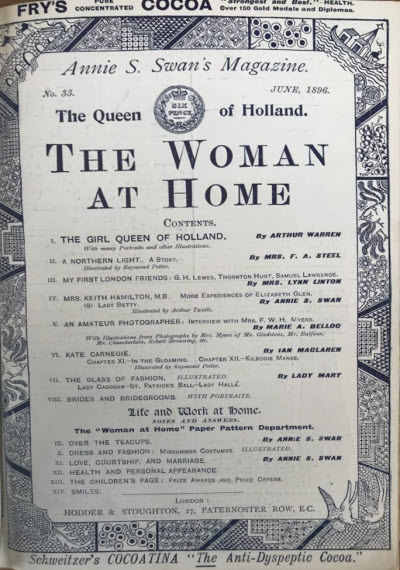 FRY'S PURE CONCENTRATED COCOA "Strongest and Best."—HEALTH.
Over 150 Gold Medals and Diplomas.
Annie S. Swan's Magazine.
No. 33. JUNE, 1896.
The Queen SIX PENCE of Holland.
THE WOMAN
AT HOME
CONTENTS.
I. THE GIRL QUEEN OF HOLLAND. By ARTHUR WARREN
With many Portraits and other Illustrations.
II. A NORTHERN LIGHT. A STORY. By MRS. F. A. STEEL
Illustrated by Raymond Potter.
III. MY FIRST LONDON FRIENDS: G. H. LEWES, THORNTON HUNT, SAMUEL LAWRENCE.
By MRS. LYNN LINTON
IV. MRS. KEITH HAMILTON, M.B. MORE EXPERIENCES OF ELIZABETH GLEN.
(9) LADY BETTY. By ANNIE S. SWAN
Illustrated by Arthur Twidle.
V. AN AMATEUR PHOTOGRAPHER: INTERVIEW WITH MRS. F. W. H. MYERS.
By MARIE A. BELLOC
With Illustrations from Photographs by Mrs. Myers of Mr. Gladstone, Mr. Balfour,
Mr. Chamberlain, Robert Browning, etc.
VI. KATE CARNEGIE. By IAN MACLAREN
CHAPTER XI.—IN THE GLOAMING. CHAPTER XII.—KILBOGIE MANSE.
Illustrated by Raymond Potter.
VII. THE GLASS OF FASHION. ILLUSTRATED. By LADY MARY
LADY CADOGAN—ST. PATRICK'S BALL—LADY HALLÉ.
VIII. BRIDES AND BRIDEGROOMS. WITH PORTRAITS.
Life and Work at Home.
NOTES AND ANSWERS.
The "Woman at Home" Paper Pattern Department.
IX. OVER THE TEACUPS. By ANNIE S. SWAN
X. DRESS AND FASHION: MIDSUMMER COSTUMES. ILLUSTRATED.
XI. LOVE, COURTSHIP, AND MARRIAGE. By ANNIE S. SWAN
XII. HEALTH AND PERSONAL APPEARANCE.
XIII. THE CHILDREN'S PAGE: PRIZE AWARDS AND PRIZE OFFERS.
XIV. SMILES.
LONDON:
HODDER & STOUGHTON, 27, PATERNOSTER ROW, E.C.
Schweitzer's COCOATINA "The Anti-Dyspeptic Cocoa."